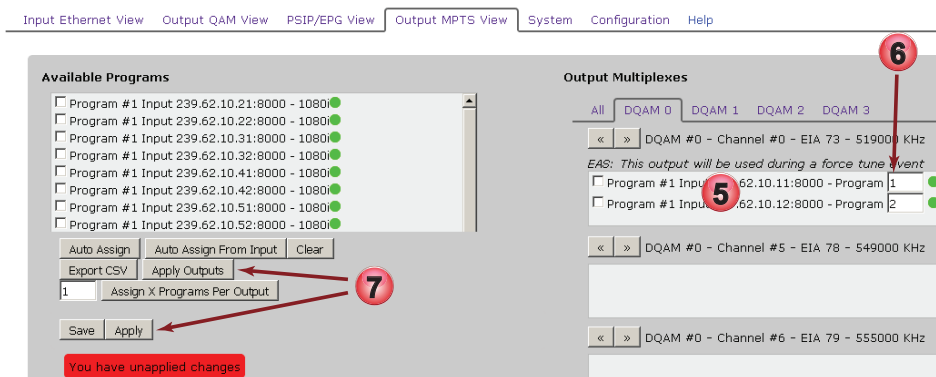 Input Ethernet View Output QAM View PSIP/EPG View Output MPTS View System Configuration Help
6
Available Programs
Program #1 Input 239.62.10.21:8000 - 1080i
Program #1 Input 239.62.10.22:8000 - 1080i
Program #1 Input 239.62.10.31:8000 - 1080i
Program #1 Input 239.62.10.32:8000 - 1080i
Program #1 Input 239.62.10.41:8000 - 1080i
Program #1 Input 239.62.10.42:8000 - 1080i
Program #1 Input 239.62.10.51:8000 - 1080i
Program #1 Input 239.62.10.52:8000 - 1080i
Auto Assign Auto Assign From Input Clear
Export CSV Apply Outputs
1 Assign X Programs Per Output
7
Save Apply
You have unapplied changes
Output Multiplexes
All DQAM 0 DQAM 1 DQAM 2 DQAM 3
« » DQAM #0 - Channel #0 - EIA 73 - 519000 KHz
EAS: This output will be used during a force tune event
Program #1 .62.10.11:8000 - Program 1
5
Program #1 .62.10.12:8000 - Program 2
« » DQAM #0 - Channel #5 - EIA 78 - 549000 KHz
« » DQAM #0 - Channel #6 - EIA 79 - 555000 KHz